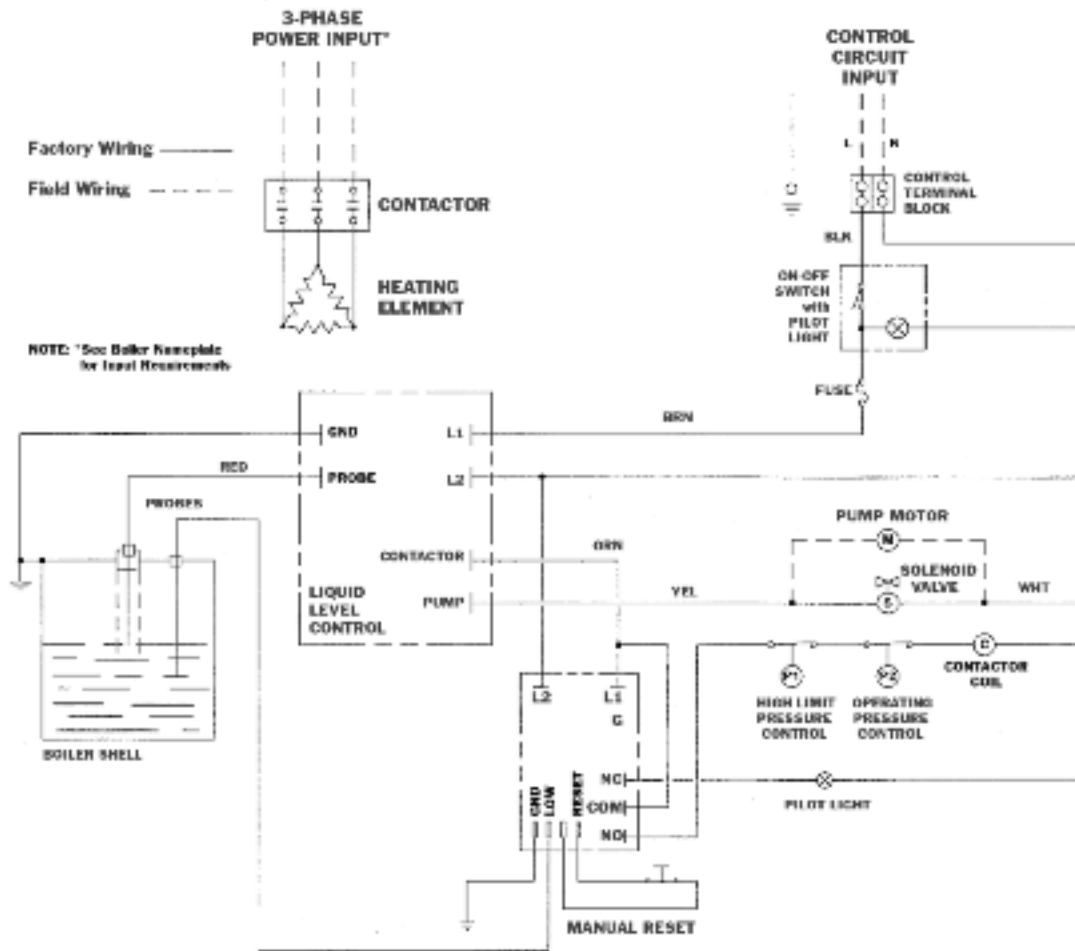 3-PHASE
POWER INPUT*
CONTROL
CIRCUIT
INPUT
Factory Wiring
Field Wiring
L
N
CONTACTOR
CONTROL
TERMINAL
BLOCK
BLK
HEATING
ELEMENT
ON-OFF
SWITCH
with
PILOT
LIGHT
NOTE: *See Boiler Nameplate
for Input Requirements
FUSE
BRN
GND
L1
RED
PROBE
L2
PROBES
PUMP MOTOR
M
ORN
CONTACTOR
SOLENOID
VALVE
LIQUID
LEVEL
CONTROL
PUMP
YEL
S
WHT
C
CONTACTOR
COIL
P1
P2
L2
L1
G
HIGH LIMIT
PRESSURE
CONTROL
OPERATING
PRESSURE
CONTROL
BOILER SHELL
NC
GND
LOW
RESET
COM
PILOT LIGHT
NO
MANUAL RESET